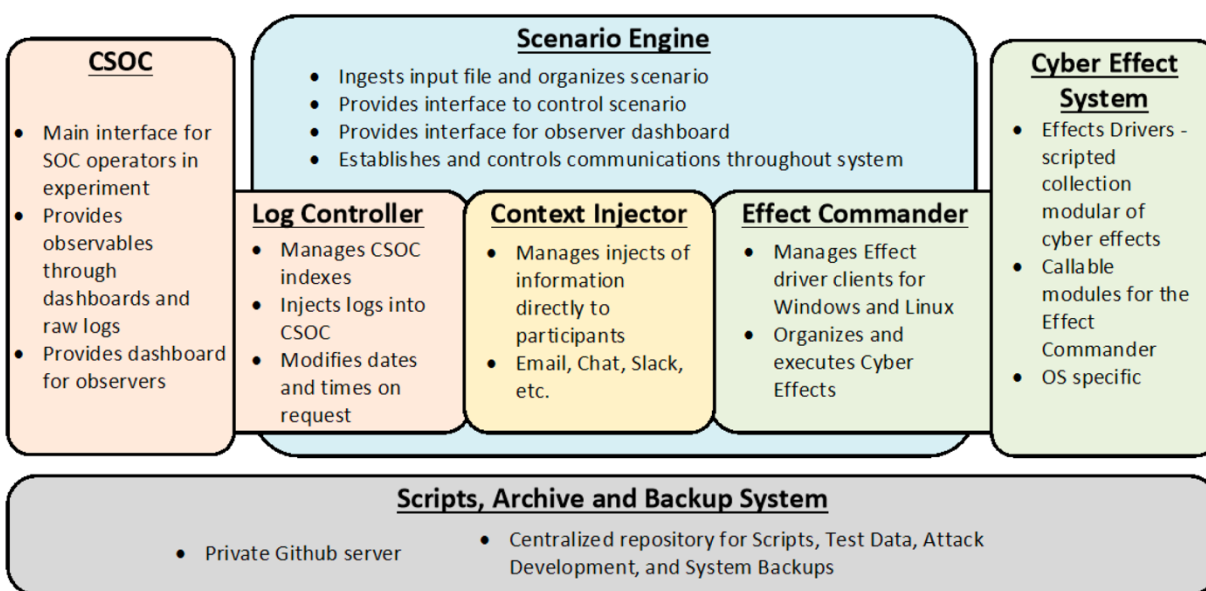 CSOC
• Main interface for
SOC operators in
experiment
• Provides
observables
through
dashboards and
raw logs
• Provides dashboard
for observers
Scenario Engine
• Ingests input file and organizes scenario
• Provides interface to control scenario
• Provides interface for observer dashboard
• Establishes and controls communications throughout system
Log Controller
• Manages CSOC
indexes
• Injects logs into
CSOC
• Modifies dates
and times on
request
Context Injector
• Manages injects of
information
directly to
participants
• Email, Chat, Slack,
etc.
Effect Commander
• Manages Effect
driver clients for
Windows and Linux
• Organizes and
executes Cyber
Effects
Cyber Effect
System
• Effects Drivers -
scripted
collection
modular of
cyber effects
• Callable
modules for the
Effect
Commander
• OS specific
Scripts, Archive and Backup System
• Private Github server
• Centralized repository for Scripts, Test Data, Attack
Development, and System Backups